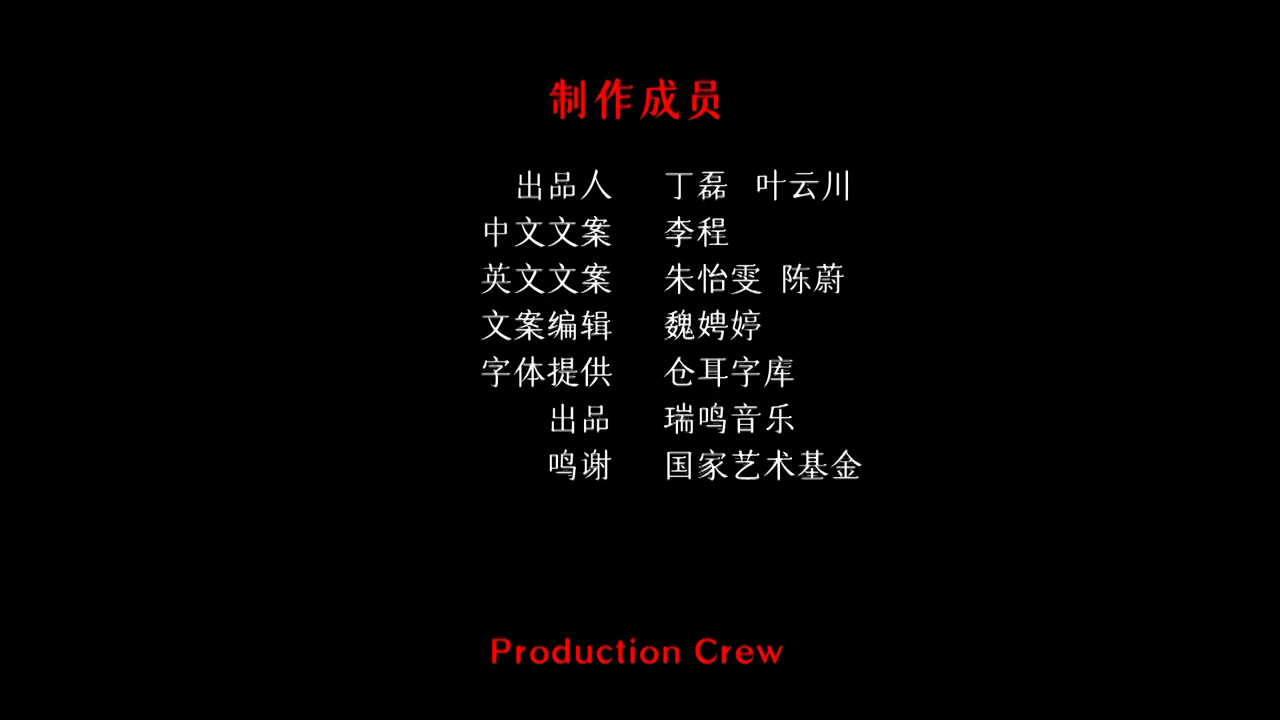 制作成员
出品人 丁磊 叶云川
中文文案 李程
英文文案 朱怡雯 陈蔚
文案编辑 魏娉婷
字体提供 仓耳字库
出品 瑞鸣音乐
鸣谢 国家艺术基金
Production Crew